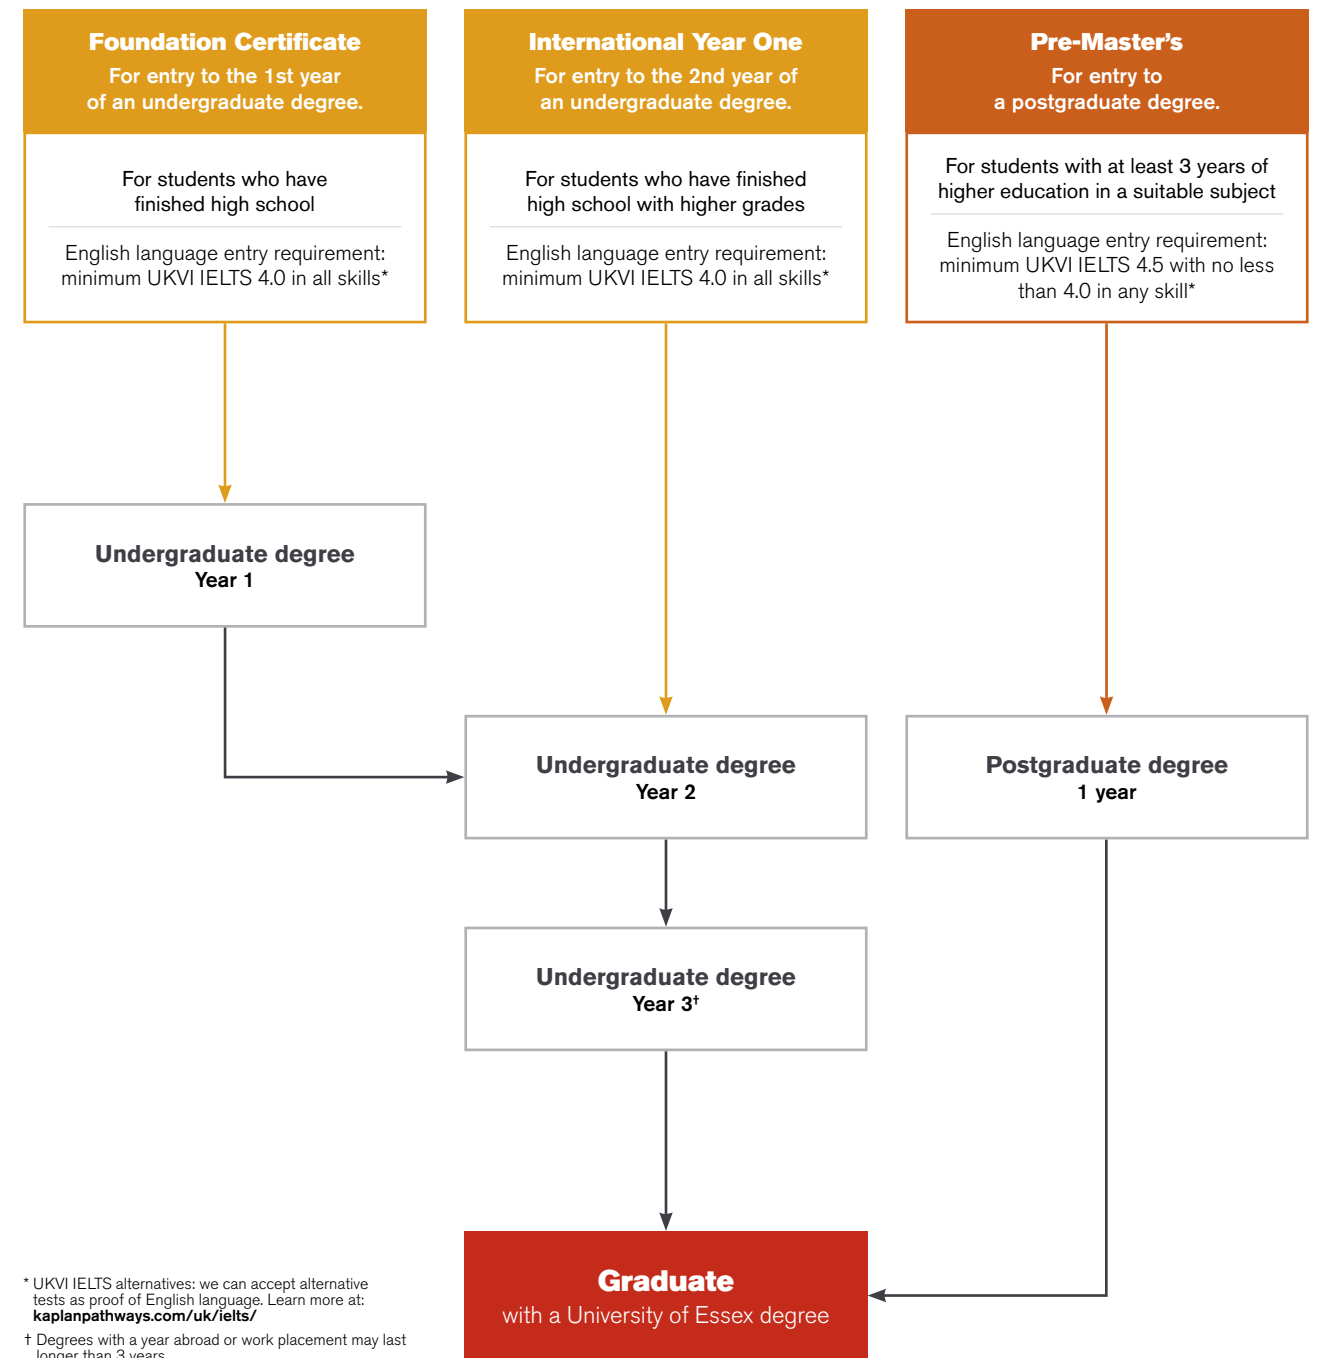 Foundation Certificate
For entry to the 1st year
of an undergraduate degree.
For students who have
finished high school
English language entry requirement:
minimum UKVI IELTS 4.0 in all skills*
International Year One
For entry to the 2nd year of
an undergraduate degree.
For students who have finished
high school with higher grades
English language entry requirement:
minimum UKVI IELTS 4.0 in all skills*
Pre-Master's
For entry to
a postgraduate degree.
For students with at least 3 years of
higher education in a suitable subject
English language entry requirement:
minimum UKVI IELTS 4.5 with no less
than 4.0 in any skill*
Undergraduate degree
Year 1
Undergraduate degree
Year 2
Postgraduate degree
1 year
Undergraduate degree
Year 3†
Graduate
with a University of Essex degree
* UKVI IELTS alternatives: we can accept alternative
tests as proof of English language. Learn more at:
kaplanpathways.com/uk/ielts/
† Degrees with a year abroad or work placement may last
longer than 3 years